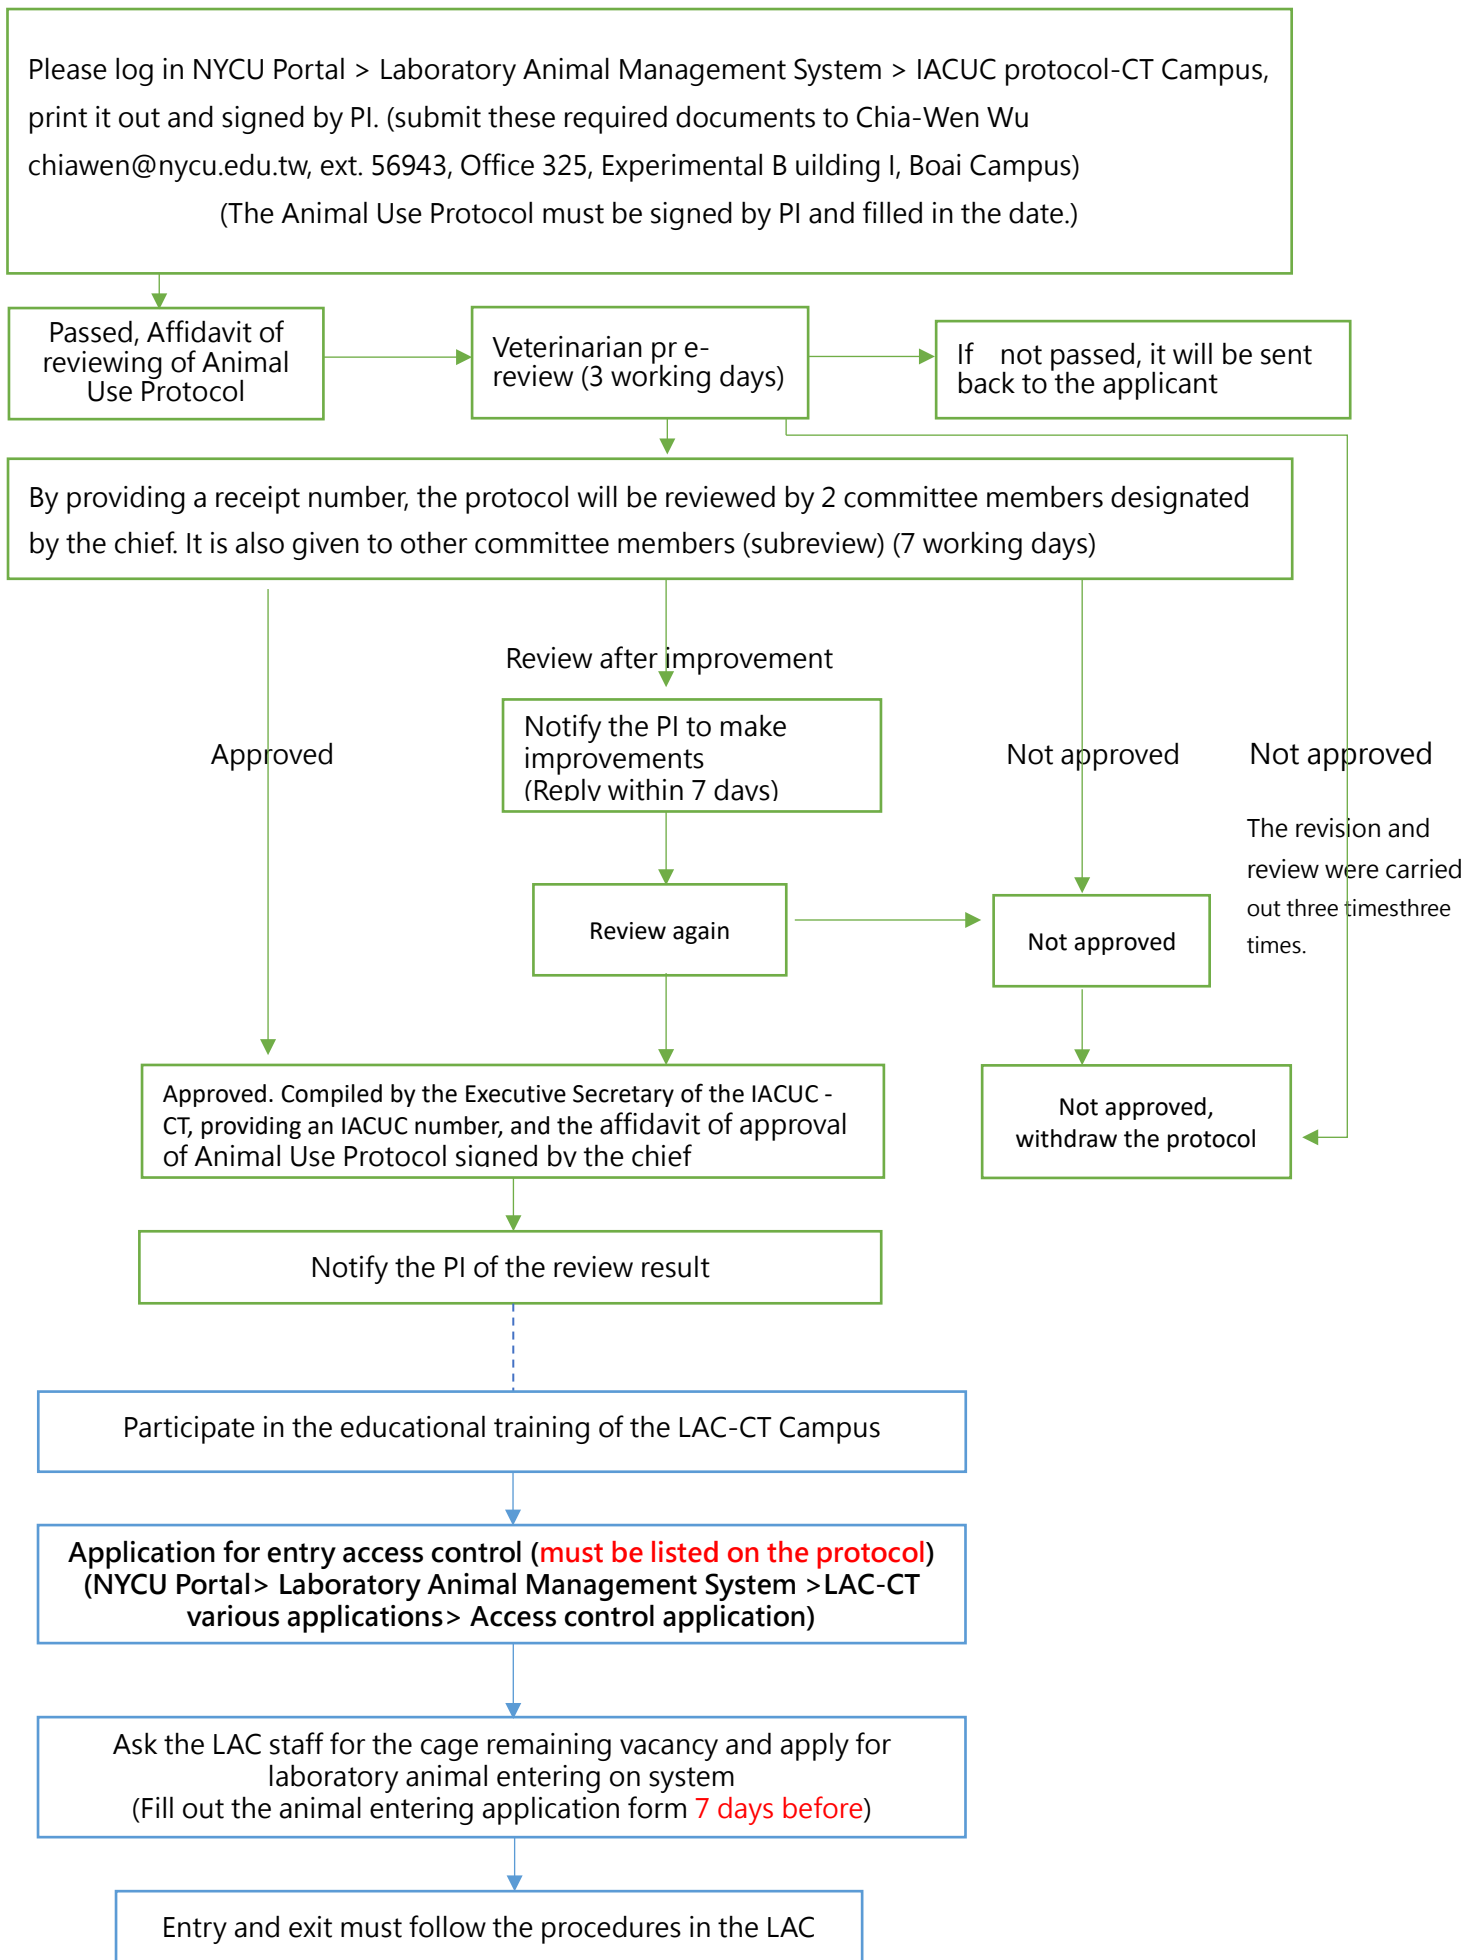 Please log in NYCU Portal > Laboratory Animal Management System > IACUC protocol-CT Campus,
print it out and signed by PI. (submit these required documents to Chia-Wen Wu
chiawen@nycu.edu.tw, ext. 56943, Office 325, Experimental B uilding I, Boai Campus)
(The Animal Use Protocol must be signed by PI and filled in the date.)
Passed, Affidavit of
reviewing of Animal
Use Protocol
Veterinarian pr e-
review (3 working days)
If not passed, it will be sent
back to the applicant
By providing a receipt number, the protocol will be reviewed by 2 committee members designated
by the chief. It is also given to other committee members (subreview) (7 working days)
Review after improvement
Notify the PI to make
improvements
(Reply within 7 days)
Approved
Not approved
Not approved
The revision and
review were carried
out three timesthree
times.
Review again
Not approved
Approved. Compiled by the Executive Secretary of the IACUC -
CT, providing an IACUC number, and the affidavit of approval
of Animal Use Protocol signed by the chief
Not approved,
withdraw the protocol
Notify the PI of the review result
Participate in the educational training of the LAC-CT Campus
Application for entry access control (must be listed on the protocol)
(NYCU Portal> Laboratory Animal Management System >LAC-CT
various applications> Access control application)
Ask the LAC staff for the cage remaining vacancy and apply for
laboratory animal entering on system
(Fill out the animal entering application form 7 days before)
Entry and exit must follow the procedures in the LAC